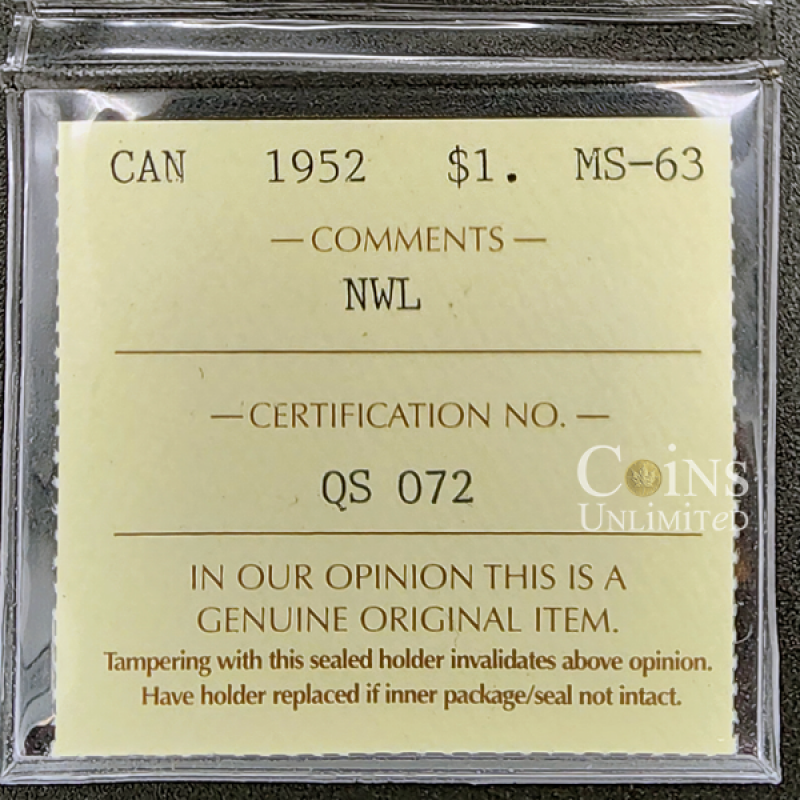 CAN 1952 $1. MS-63
— COMMENTS —
NWL
— CERTIFICATION NO. —
QS 072
COiNS
UNLiMiTeD
IN OUR OPINION THIS IS A
GENUINE ORIGINAL ITEM.
Tampering with this sealed holder invalidates above opinion.
Have holder replaced if inner package/seal not intact.